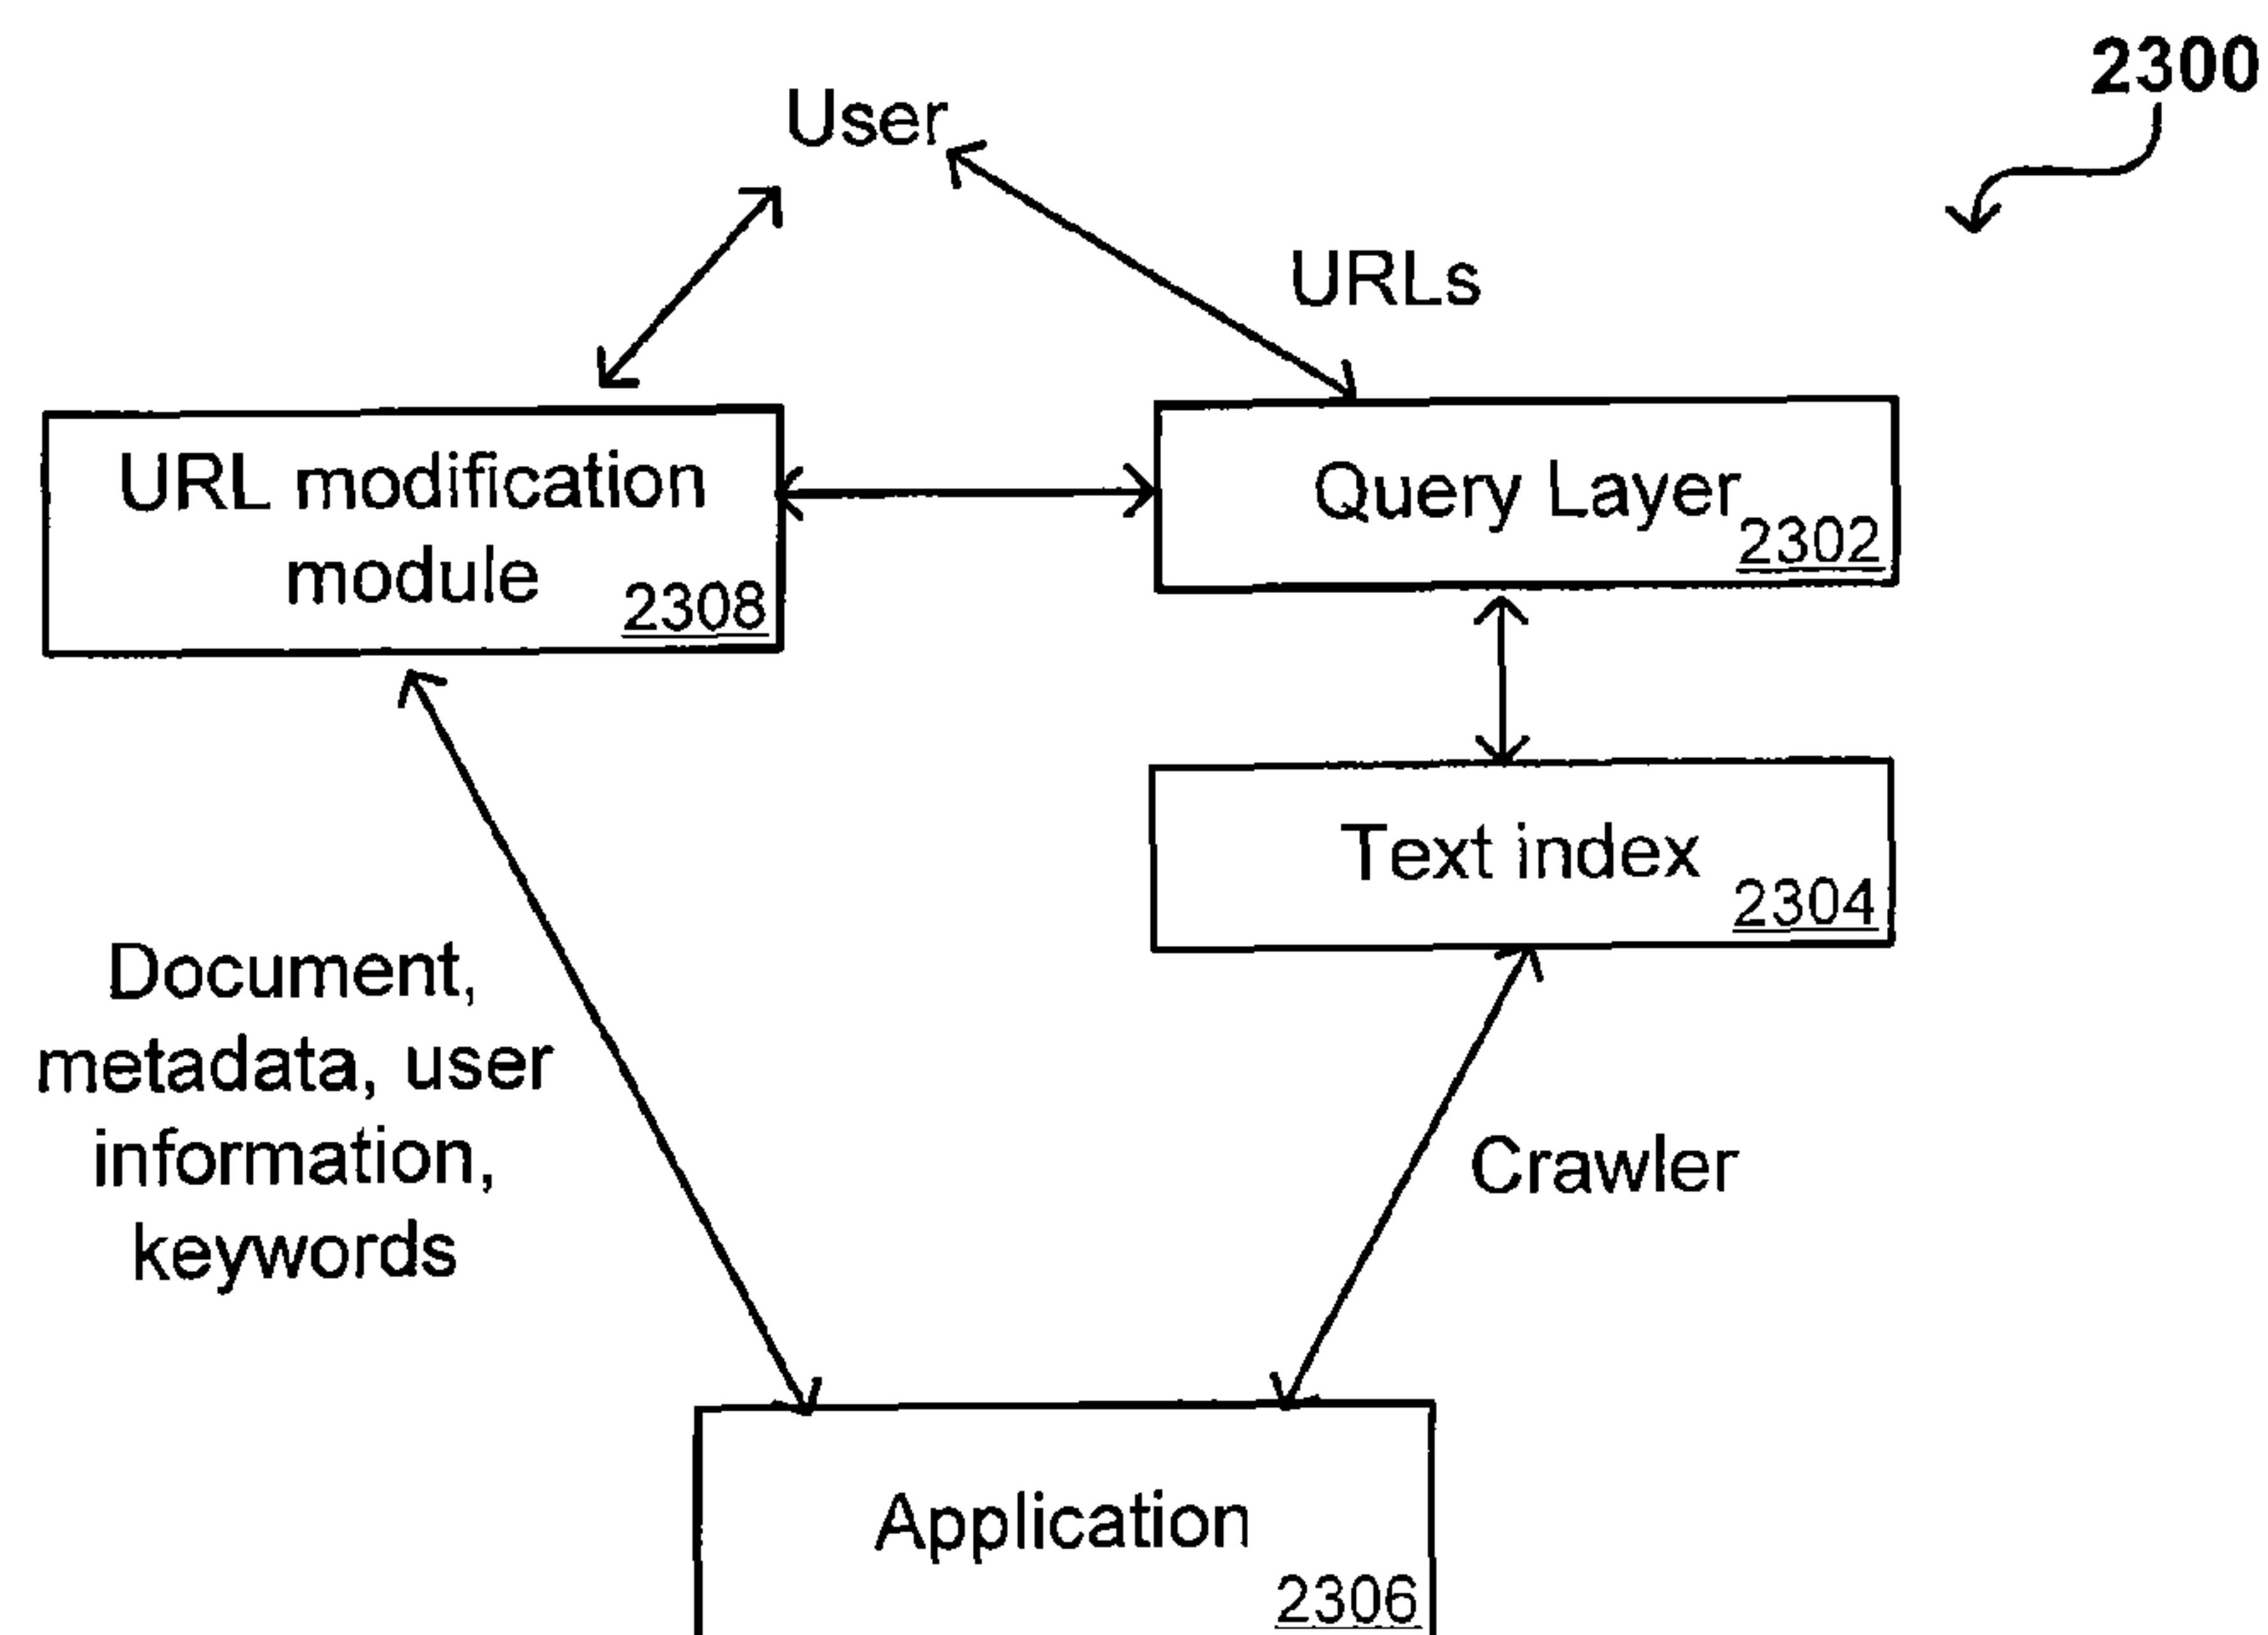 2300
User
URLs
URL modification
module
2308
Query Layer
2302
Text index
2304
Document,
metadata, user
information,
keywords
Crawler
Application
2306